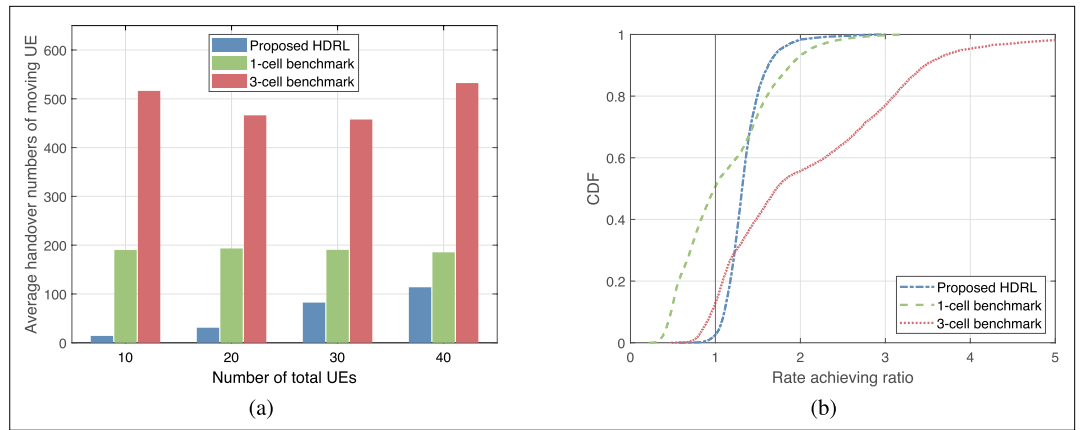 Average handover numbers of moving UE
600
500
400
300
200
100
0
Proposed HDRL
1-cell benchmark
3-cell benchmark
10 20 30 40
Number of total UEs
(a)
CDF
1
0.8
0.6
0.4
0.2
0
Proposed HDRL
1-cell benchmark
3-cell benchmark
0 1 2 3 4 5
Rate achieving ratio
(b)